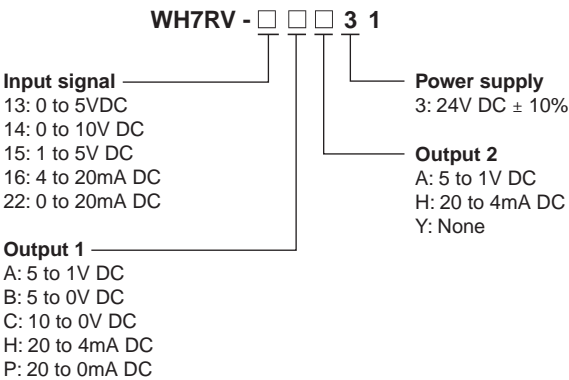 WH7RV - □ □ □ 3 1
Input signal
13: 0 to 5VDC
14: 0 to 10V DC
15: 1 to 5V DC
16: 4 to 20mA DC
22: 0 to 20mA DC
Output 1
A: 5 to 1V DC
B: 5 to 0V DC
C: 10 to 0V DC
H: 20 to 4mA DC
P: 20 to 0mA DC
Power supply
3: 24V DC ± 10%
Output 2
A: 5 to 1V DC
H: 20 to 4mA DC
Y: None